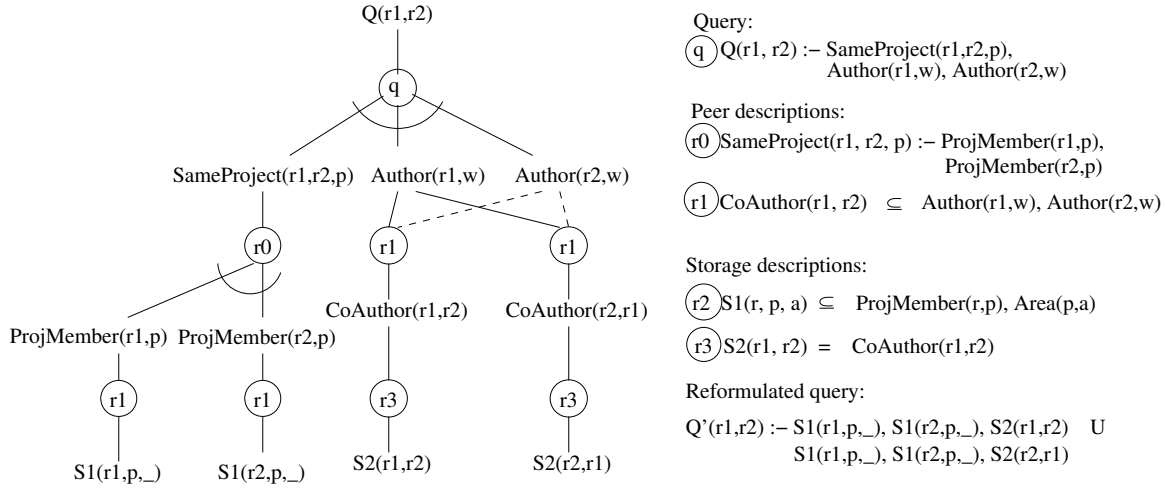 Q(r1,r2)
q
SameProject(r1,r2,p) Author(r1,w) Author(r2,w)
r0 r1 r1
CoAuthor(r1,r2) CoAuthor(r2,r1)
ProjMember(r1,p) ProjMember(r2,p)
r1 r1 r3 r3
S1(r1,p,_) S1(r2,p,_) S2(r1,r2) S2(r2,r1)
Query:
q Q(r1, r2) :− SameProject(r1,r2,p),
Author(r1,w), Author(r2,w)
Peer descriptions:
r0 SameProject(r1, r2, p) :− ProjMember(r1,p),
ProjMember(r2,p)
r1 CoAuthor(r1, r2) ⊆ Author(r1,w), Author(r2,w)
Storage descriptions:
r2 S1(r, p, a) ⊆ ProjMember(r,p), Area(p,a)
r3 S2(r1, r2) = CoAuthor(r1,r2)
Reformulated query:
Q'(r1,r2) :− S1(r1,p,_), S1(r2,p,_), S2(r1,r2) U
S1(r1,p,_), S1(r2,p,_), S2(r2,r1)